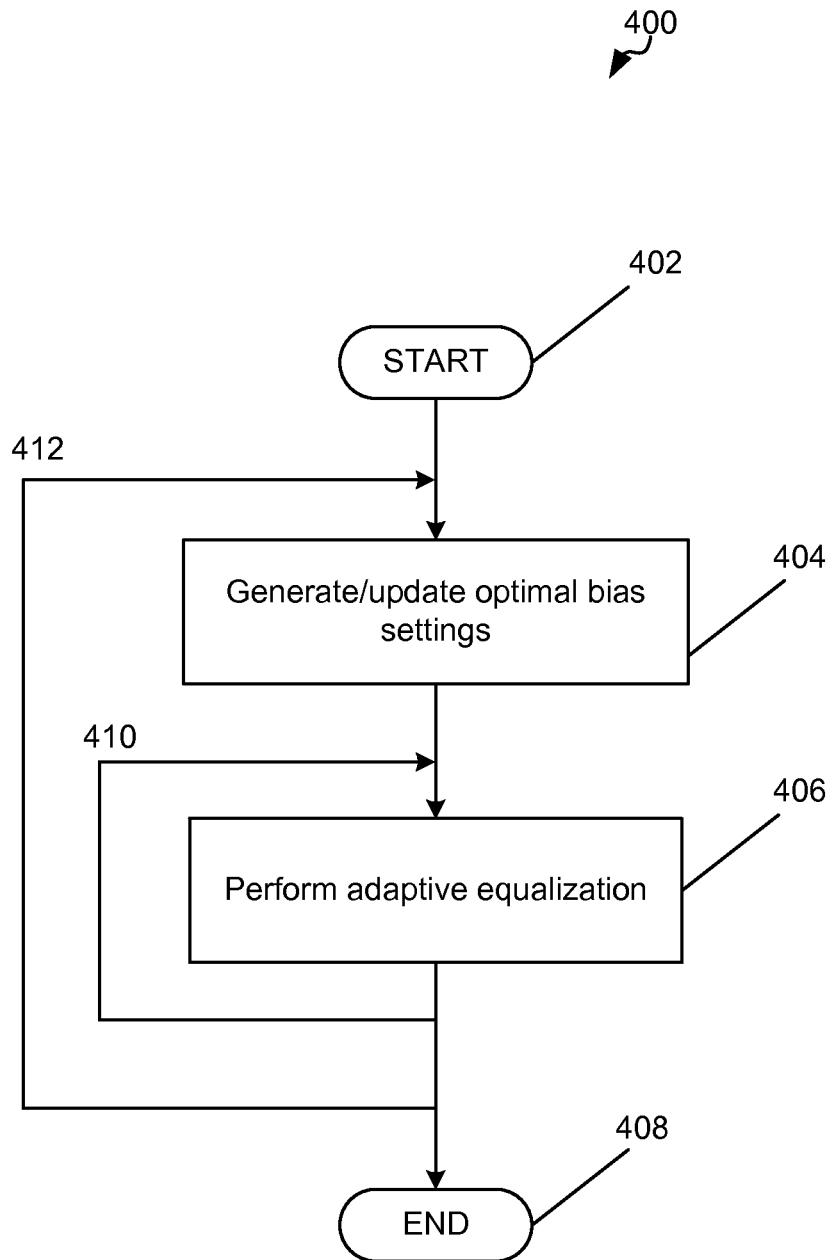 400
402
START
412
404
Generate/update optimal bias
settings
410
406
Perform adaptive equalization
408
END